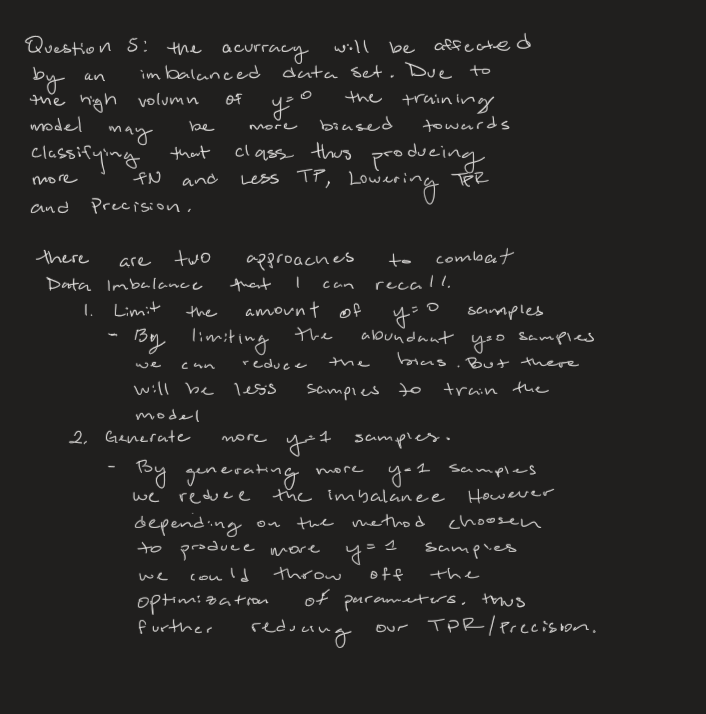 Question 5: the acurracy will be affected
by an imbalanced data set. Due to
the high volumn of y=0 the training
model may be more biased towards
classifying that class thus producing
more FN and Less TP, Lowering TPR
and Precision.
there are two approaches to combat
Data Imbalance that I can recall.
1. Limit the amount of y=0 samples
- By limiting the abundant y=0 samples
we can reduce the bias. But there
will be less samples to train the
model
2. Generate more y=1 samples.
- By generating more y=1 samples
we reduce the imbalance However
depending on the method choosen
to produce more y=1 samples
we could throw off the
optimization of parameters. thus
further reducing our TPR/Precision.